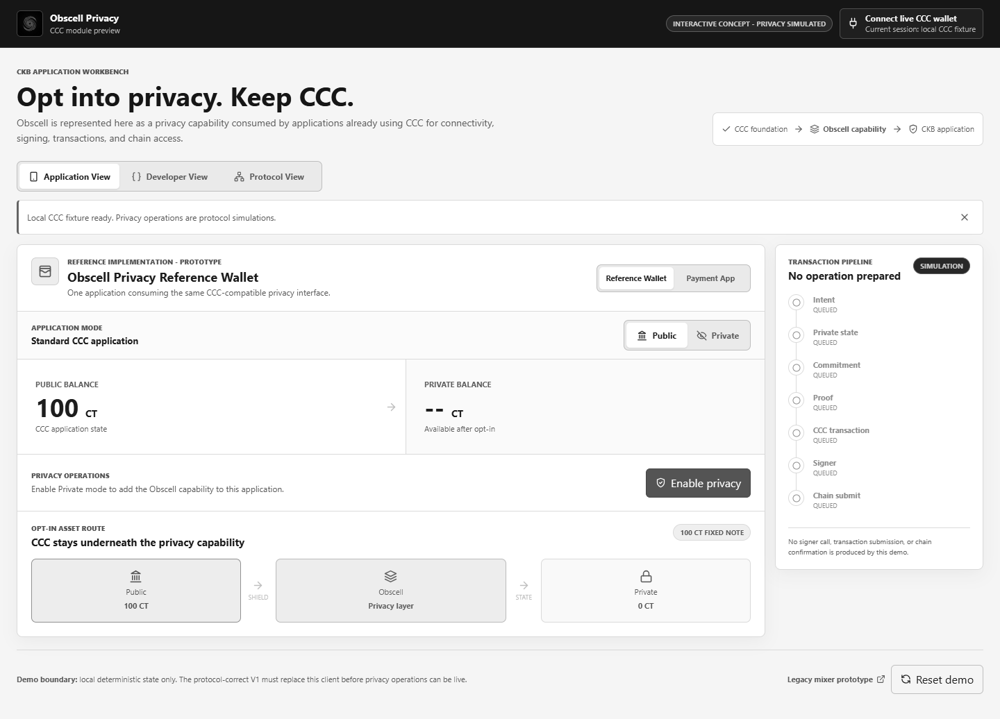 Obscell Privacy
CCC module preview
INTERACTIVE CONCEPT - PRIVACY SIMULATED
Connect live CCC wallet
Current session: local CCC fixture
CKB APPLICATION WORKBENCH
Opt into privacy. Keep CCC.
Obscell is represented here as a privacy capability consumed by applications already using CCC for connectivity,
signing, transactions, and chain access.
CCC foundation
Obscell capability
CKB application
Application View
Developer View
Protocol View
Local CCC fixture ready. Privacy operations are protocol simulations.
REFERENCE IMPLEMENTATION - PROTOTYPE
Obscell Privacy Reference Wallet
One application consuming the same CCC-compatible privacy interface.
Reference Wallet
Payment App
APPLICATION MODE
Standard CCC application
Public
Private
PUBLIC BALANCE
100 CT
CCC application state
PRIVATE BALANCE
-- CT
Available after opt-in
PRIVACY OPERATIONS
Enable Private mode to add the Obscell capability to this application.
Enable privacy
OPT-IN ASSET ROUTE
CCC stays underneath the privacy capability
100 CT FIXED NOTE
Public
100 CT
SHIELD
Obscell
Privacy layer
STATE
Private
0 CT
TRANSACTION PIPELINE
No operation prepared
SIMULATION
Intent
QUEUED
Private state
QUEUED
Commitment
QUEUED
Proof
QUEUED
CCC transaction
QUEUED
Signer
QUEUED
Chain submit
QUEUED
No signer call, transaction submission, or chain
confirmation is produced by this demo.
Demo boundary: local deterministic state only. The protocol-correct V1 must replace this client before privacy operations can be live.
Legacy mixer prototype
Reset demo